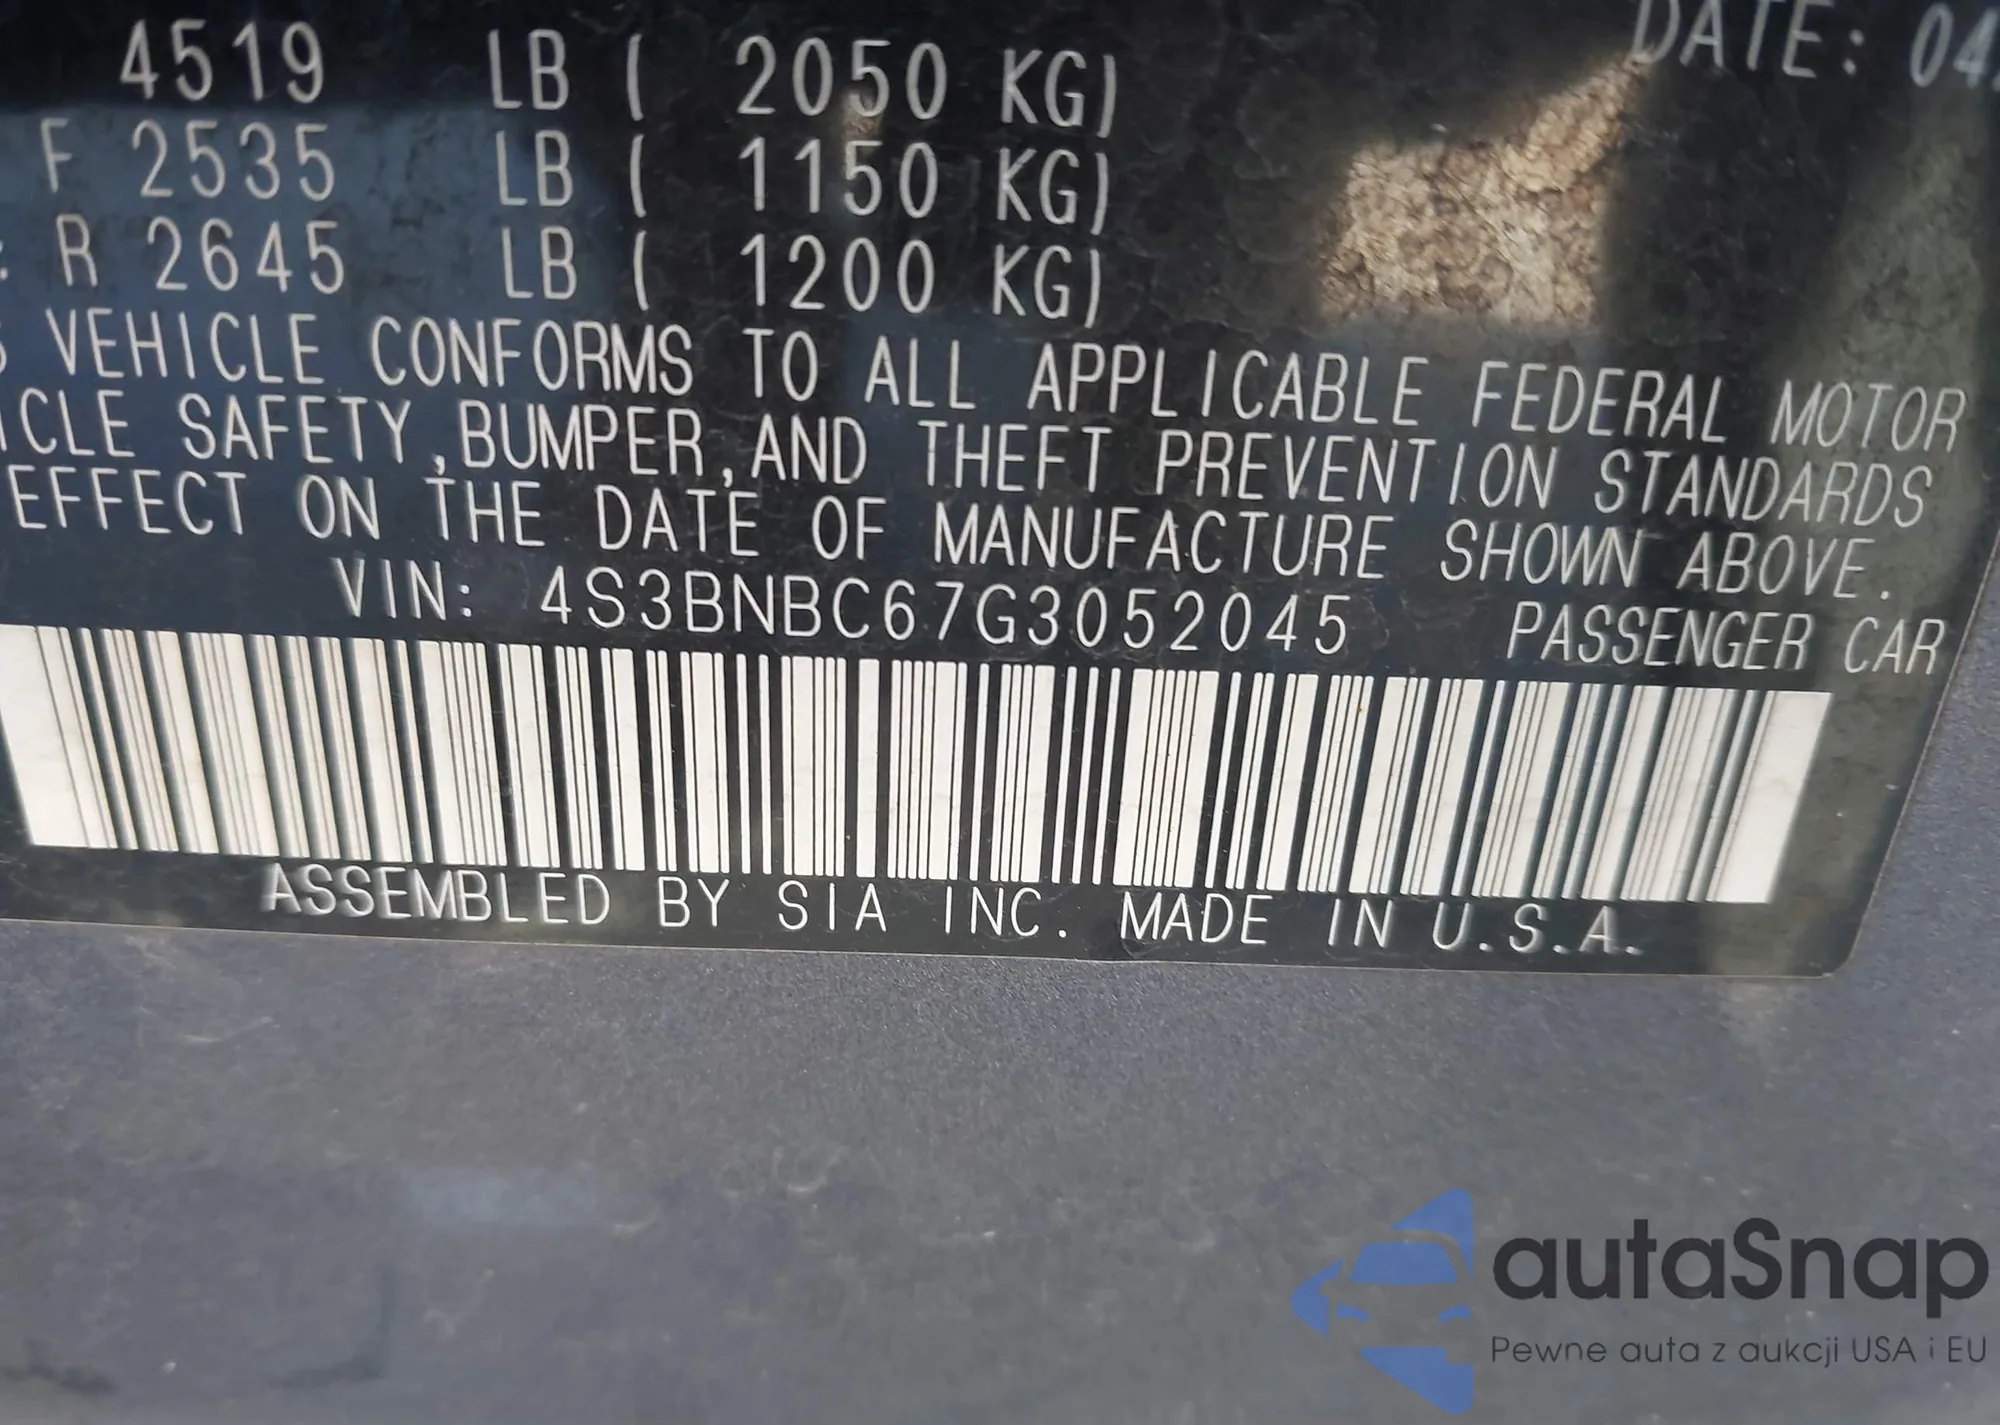 4519 LB ( 2050 KG) DATE: 04
F 2535 LB ( 1150 KG)
: R 2645 LB ( 1200 KG)
VEHICLE CONFORMS TO ALL APPLICABLE FEDERAL MOTOR
ICLE SAFETY,BUMPER,AND THEFT PREVENTION STANDARDS
EFFECT ON THE DATE OF MANUFACTURE SHOWN ABOVE.
VIN: 4S3BNBC67G3052045 PASSENGER CAR
ASSEMBLED BY SIA INC. MADE IN U.S.A.
autaSnap
Pewne auta z aukcji USA i EU